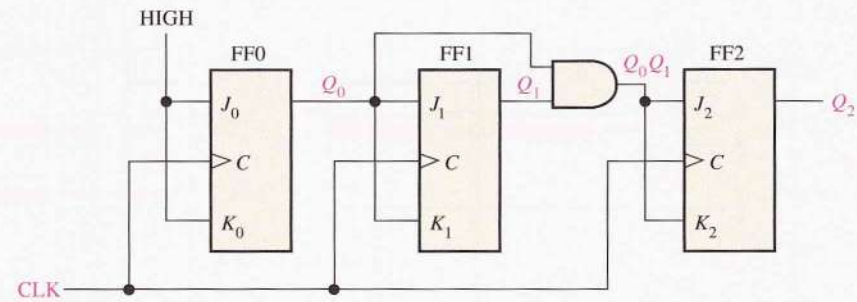 HIGH
FF0
FF1
FF2
Q₀
Q₁
Q₀Q₁
Q₂
J₀
J₁
J₂
C
C
C
K₀
K₁
K₂
CLK